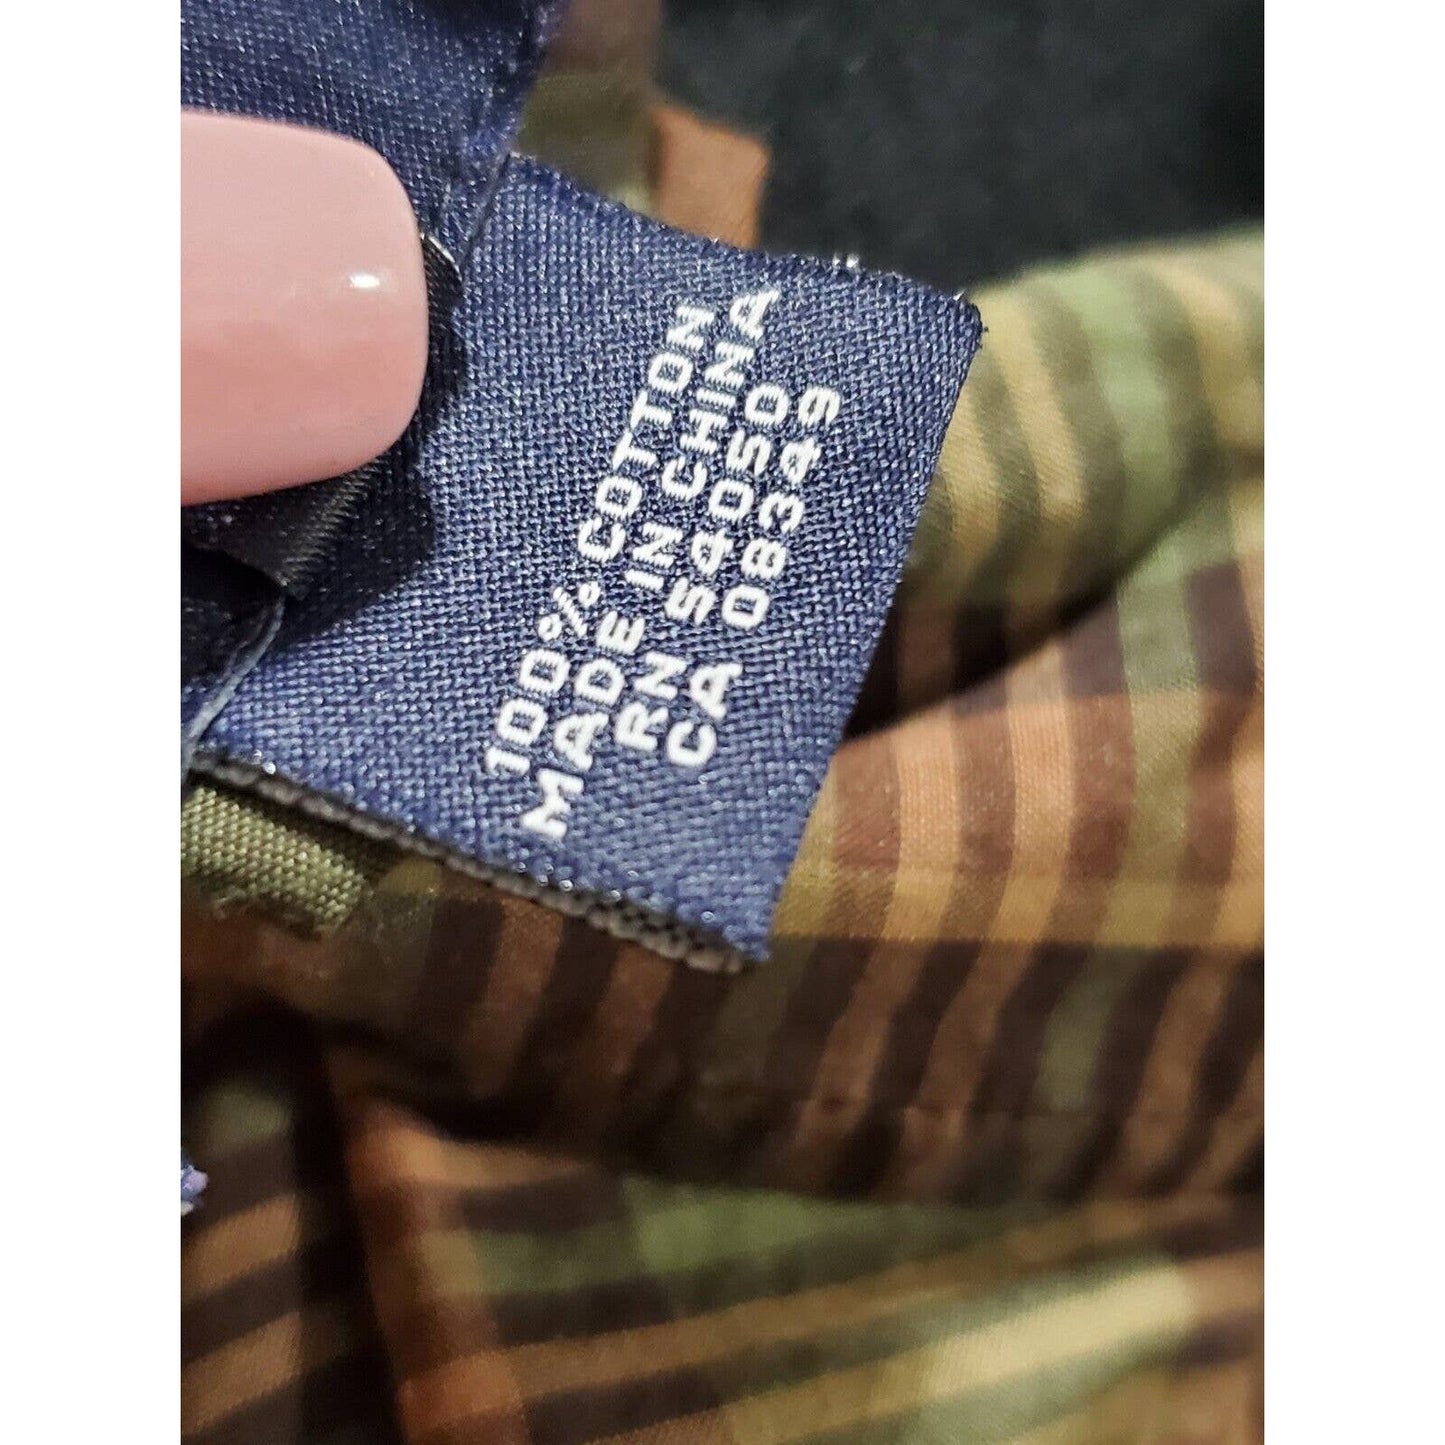 100% COTTON
MADE IN CHINA
RN 54050
CA 08349